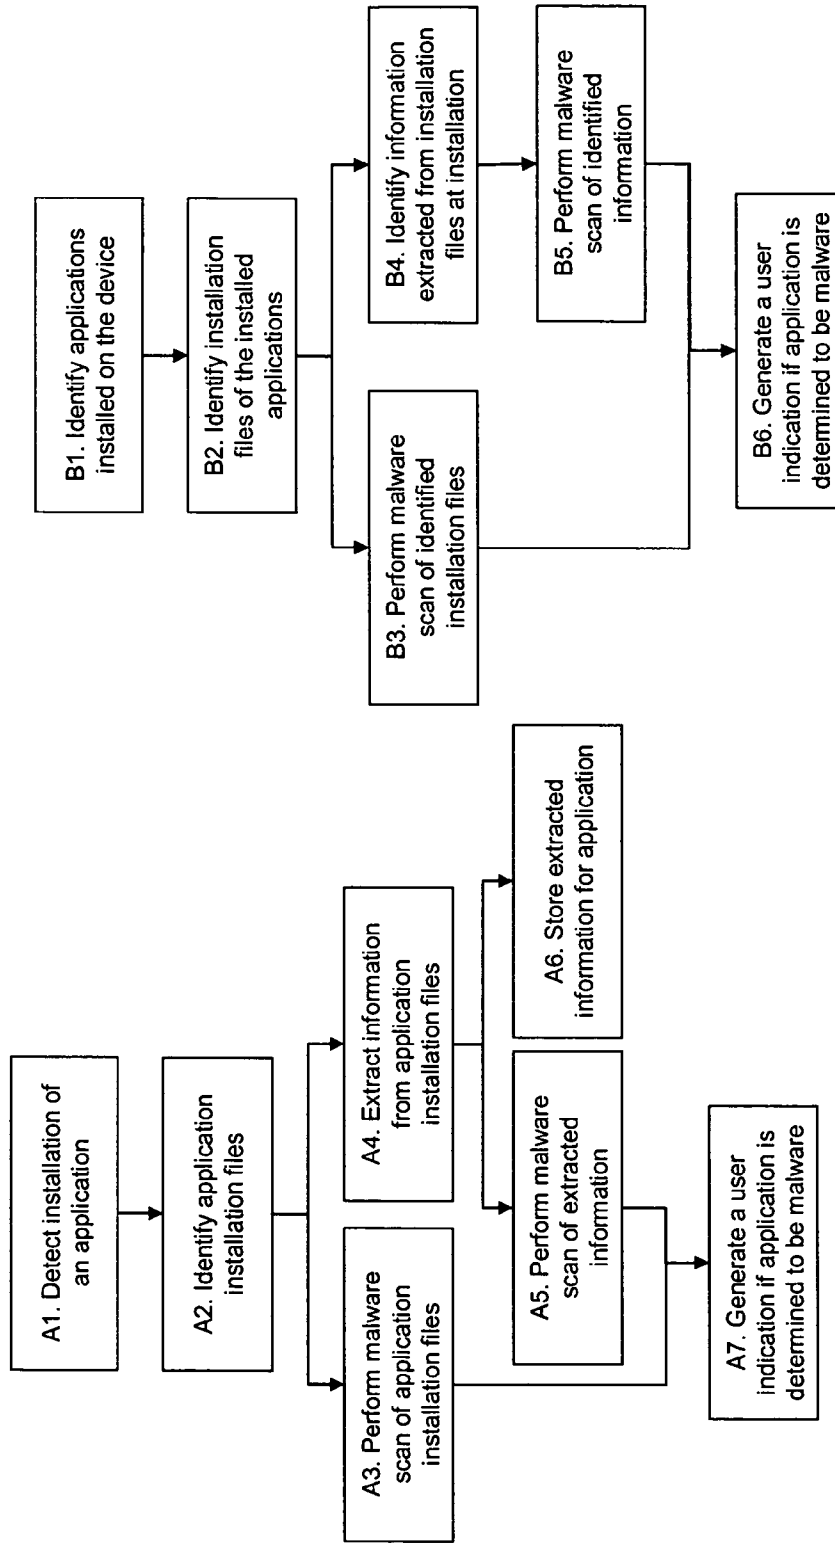 A1. Detect installation of
an application
A2. Identify application
installation files
A3. Perform malware
scan of application
installation files
A4. Extract information
from application
installation files
A5. Perform malware
scan of extracted
information
A6. Store extracted
information for application
A7. Generate a user
indication if application is
determined to be malware
B1. Identify applications
installed on the device
B2. Identify installation
files of the installed
applications
B3. Perform malware
scan of identified
installation files
B4. Identify information
extracted from installation
files at installation
B5. Perform malware
scan of identified
information
B6. Generate a user
indication if application is
determined to be malware